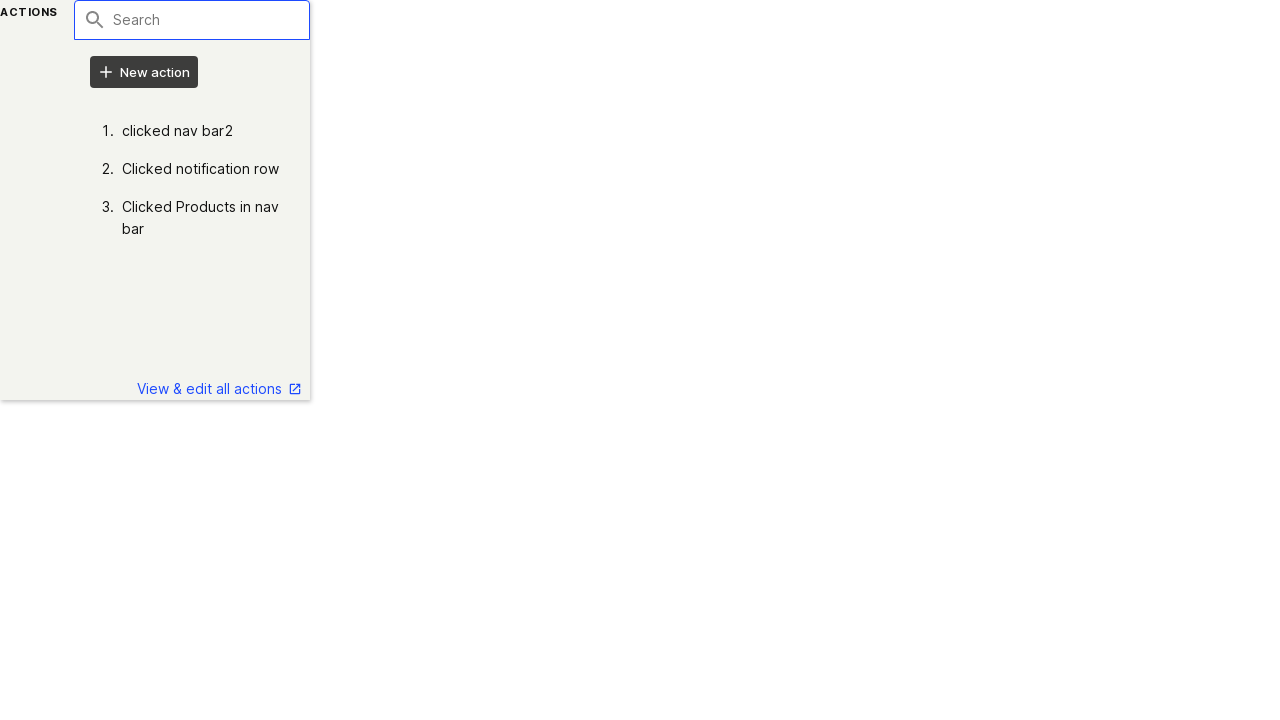 ACTIONS
Search
New action
1. clicked nav bar2
2. Clicked notification row
3. Clicked Products in nav
bar
View & edit all actions